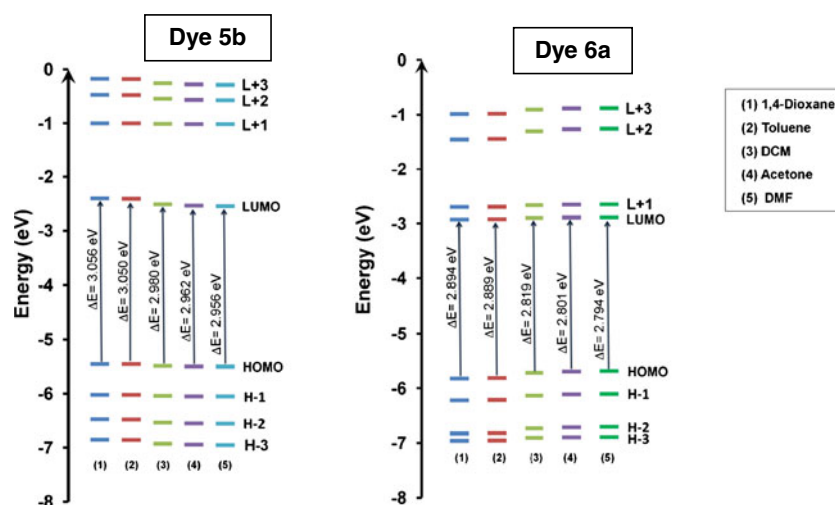 Dye 5b
Energy (eV)
0
-1
-2
-3
-4
-5
-6
-7
-8
L+3
L+2
L+1
LUMO
ΔE= 3.056 eV
ΔE= 3.050 eV
ΔE= 2.980 eV
ΔE= 2.962 eV
ΔE= 2.956 eV
HOMO
H-1
H-2
H-3
(1) (2) (3) (4) (5)
Dye 6a
Energy (eV)
0
-1
-2
-3
-4
-5
-6
-7
-8
L+3
L+2
L+1
LUMO
ΔE= 2.894 eV
ΔE= 2.889 eV
ΔE= 2.819 eV
ΔE= 2.801 eV
ΔE= 2.794 eV
HOMO
H-1
H-2
H-3
(1) (2) (3) (4) (5)
(1) 1,4-Dioxane
(2) Toluene
(3) DCM
(4) Acetone
(5) DMF